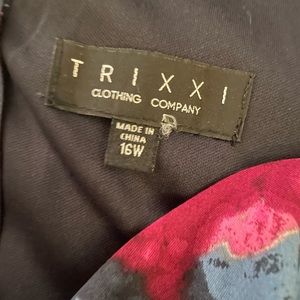 TRIXXI
CLOTHING COMPANY
MADE IN
CHINA
16W